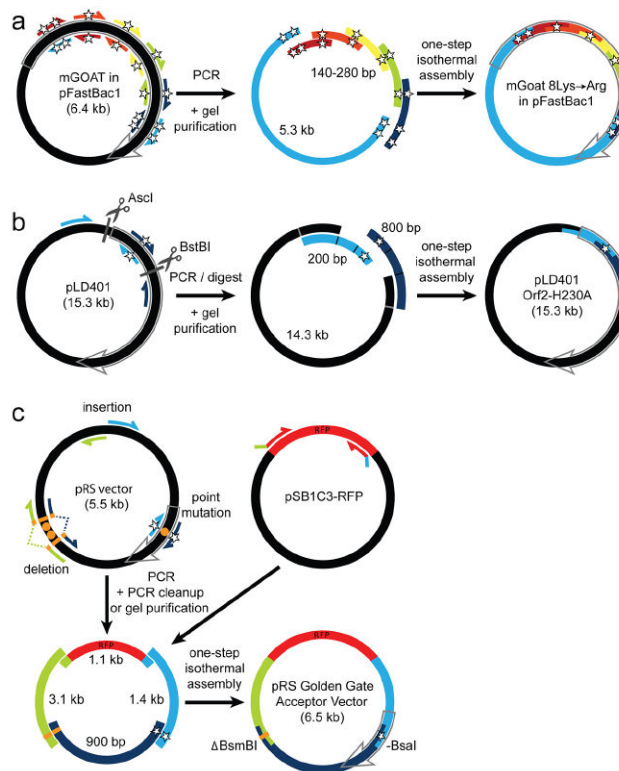 a
mGOAT in
pFastBac1
(6.4 kb)
PCR
+ gel
purification
140-280 bp
5.3 kb
one-step
isothermal
assembly
mGoat 8Lys→Arg
in pFastBac1
b
AscI
BstBI
pLD401
(15.3 kb)
PCR / digest
+ gel
purification
800 bp
200 bp
14.3 kb
one-step
isothermal
assembly
pLD401
Orf2-H230A
(15.3 kb)
c
insertion
pRS vector
(5.5 kb)
point
mutation
deletion
RFP
pSB1C3-RFP
PCR
+ PCR cleanup
or gel purification
RFP
1.1 kb
3.1 kb
1.4 kb
900 bp
one-step
isothermal
assembly
RFP
pRS Golden Gate
Acceptor Vector
(6.5 kb)
ΔBsmBI
-BsaI